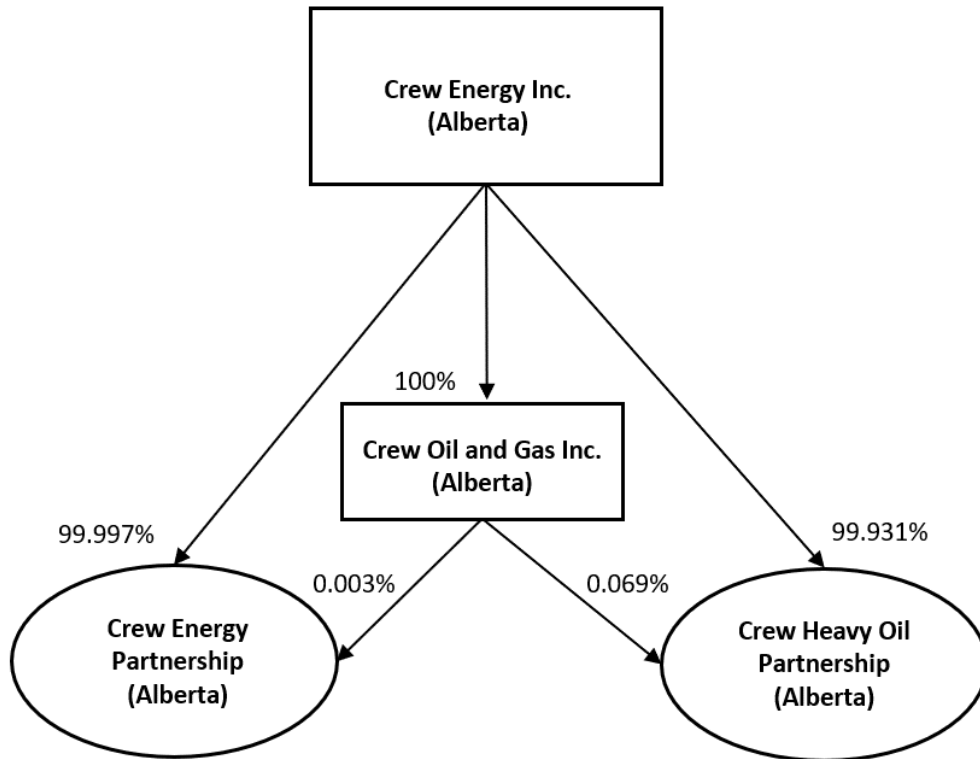 Crew Energy Inc.
(Alberta)
100%
Crew Oil and Gas Inc.
(Alberta)
99.997%
99.931%
0.003%
0.069%
Crew Energy
Partnership
(Alberta)
Crew Heavy Oil
Partnership
(Alberta)